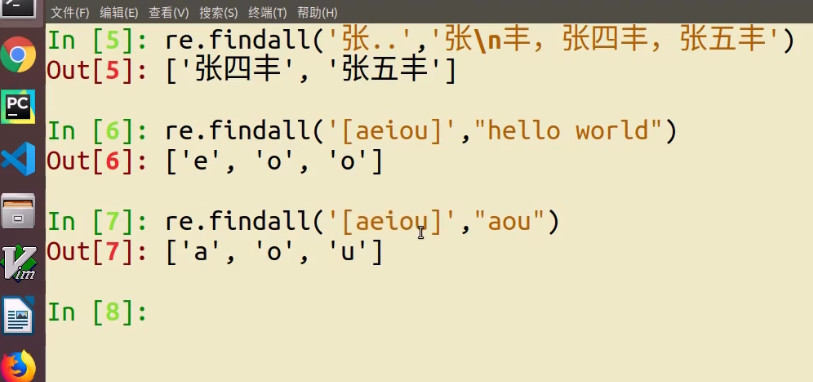 文件(F) 编辑(E) 查看(V) 搜索(S) 终端(T) 帮助(H)
In [5]: re.findall('张..','张\n丰，张四丰，张五丰')
Out[5]: ['张四丰', '张五丰']
In [6]: re.findall('[aeiou]',"hello world")
Out[6]: ['e', 'o', 'o']
In [7]: re.findall('[aeiou]',"aou")
Out[7]: ['a', 'o', 'u']
In [8]:
PC
Vim